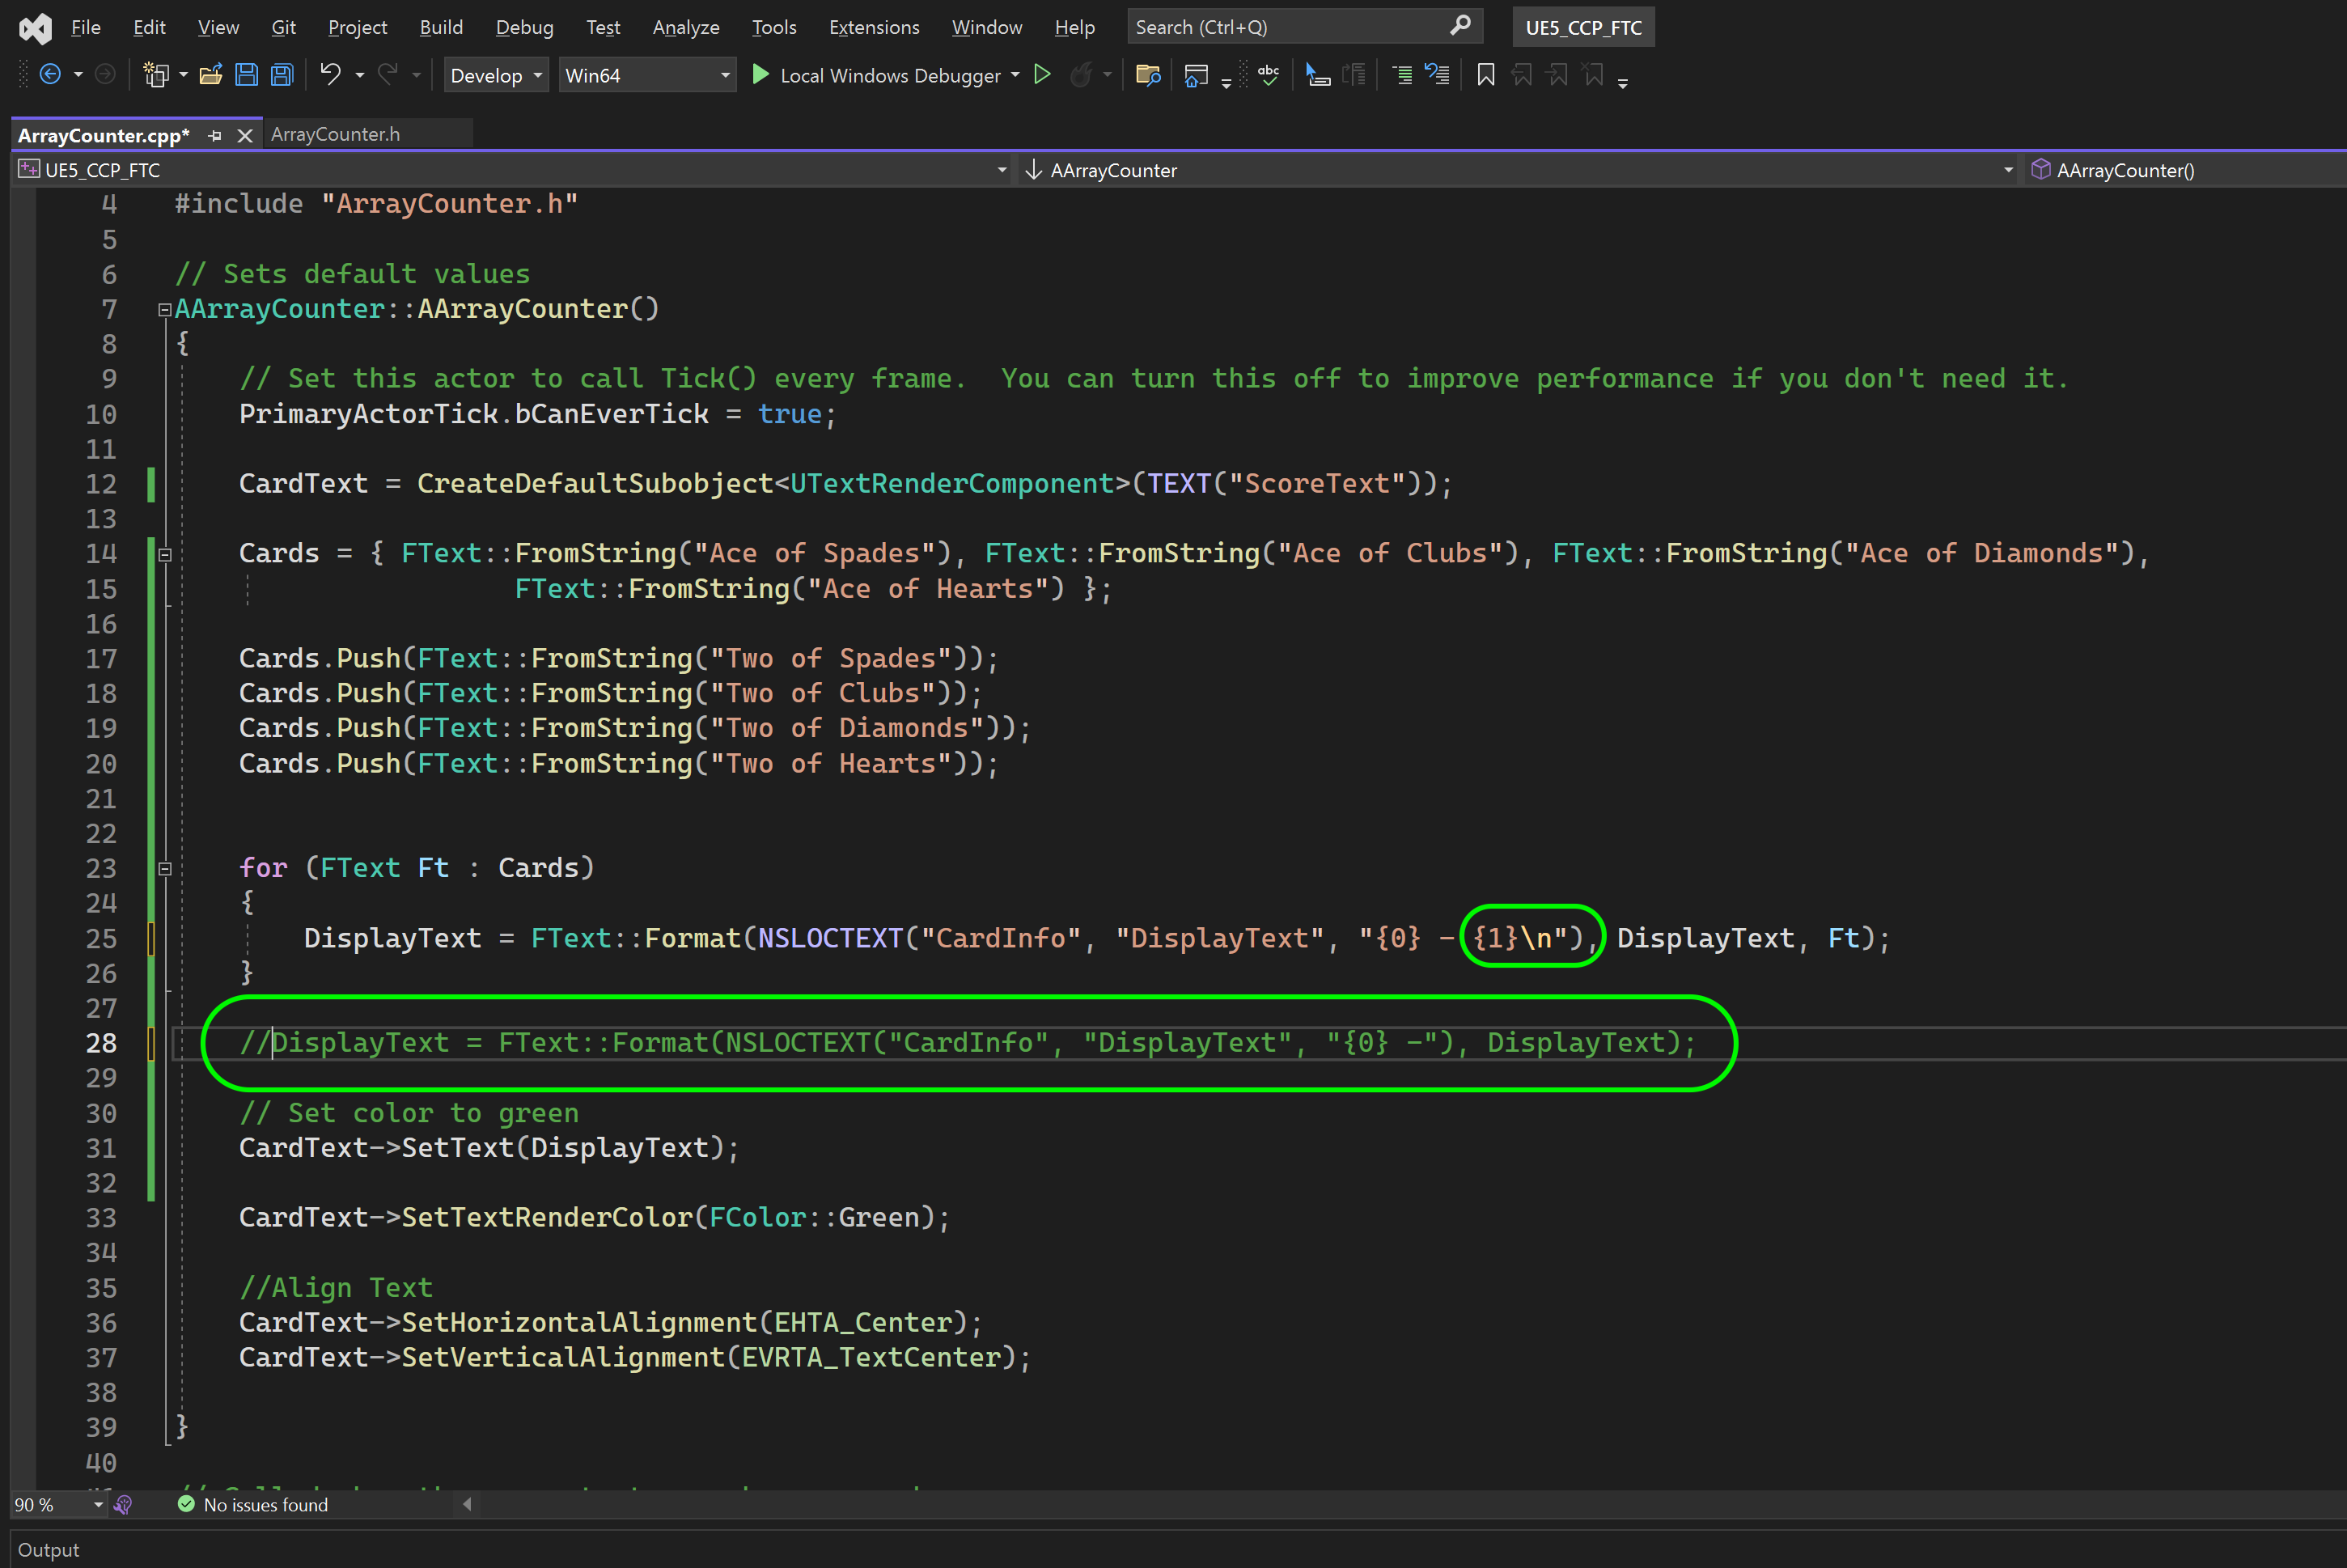 File Edit View Git Project Build Debug Test Analyze Tools Extensions Window Help Search (Ctrl+Q) UE5_CCP_FTC
Develop Win64 Local Windows Debugger abc
ArrayCounter.cpp* ArrayCounter.h
UE5_CCP_FTC AArrayCounter AArrayCounter()
4 #include "ArrayCounter.h"
5
6 // Sets default values
7 AArrayCounter::AArrayCounter()
8 {
9 // Set this actor to call Tick() every frame.  You can turn this off to improve performance if you don't need it.
10 PrimaryActorTick.bCanEverTick = true;
11
12 CardText = CreateDefaultSubobject<UTextRenderComponent>(TEXT("ScoreText"));
13
14 Cards = { FText::FromString("Ace of Spades"), FText::FromString("Ace of Clubs"), FText::FromString("Ace of Diamonds"),
15 FText::FromString("Ace of Hearts") };
16
17 Cards.Push(FText::FromString("Two of Spades"));
18 Cards.Push(FText::FromString("Two of Clubs"));
19 Cards.Push(FText::FromString("Two of Diamonds"));
20 Cards.Push(FText::FromString("Two of Hearts"));
21
22
23 for (FText Ft : Cards)
24 {
25 DisplayText = FText::Format(NSLOCTEXT("CardInfo", "DisplayText", "{0} - {1}\n"), DisplayText, Ft);
26 }
27
28 //DisplayText = FText::Format(NSLOCTEXT("CardInfo", "DisplayText", "{0} -"), DisplayText);
29
30 // Set color to green
31 CardText->SetText(DisplayText);
32
33 CardText->SetTextRenderColor(FColor::Green);
34
35 //Align Text
36 CardText->SetHorizontalAlignment(EHTA_Center);
37 CardText->SetVerticalAlignment(EVRTA_TextCenter);
38
39 }
40
90 % No issues found
Output